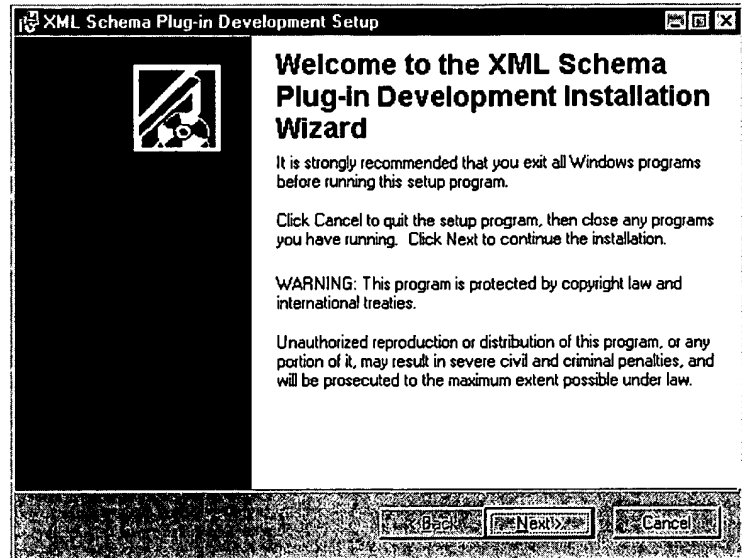 XML Schema Plug-in Development Setup
Welcome to the XML Schema
Plug-in Development Installation
Wizard
It is strongly recommended that you exit all Windows programs
before running this setup program.
Click Cancel to quit the setup program, then close any programs
you have running. Click Next to continue the installation.
WARNING: This program is protected by copyright law and
international treaties.
Unauthorized reproduction or distribution of this program, or any
portion of it, may result in severe civil and criminal penalties, and
will be prosecuted to the maximum extent possible under law.
< Back Next > Cancel